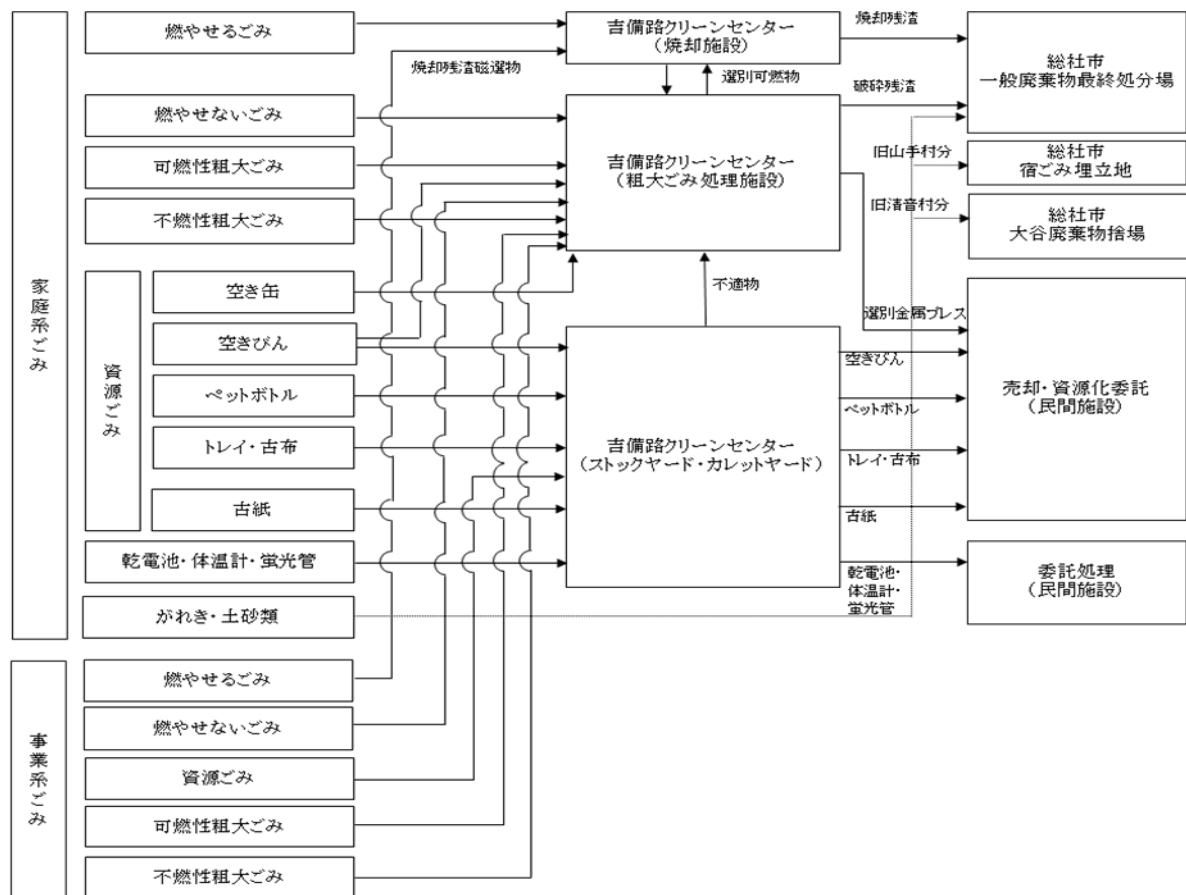 家庭系ごみ
燃やせるごみ
燃やせないごみ
可燃性粗大ごみ
不燃性粗大ごみ
資源ごみ
空き缶
空きびん
ペットボトル
トレイ・古布
古紙
乾電池・体温計・蛍光管
がれき・土砂類
事業系ごみ
燃やせるごみ
燃やせないごみ
資源ごみ
可燃性粗大ごみ
不燃性粗大ごみ
焼却残渣磁選物
吉備路クリーンセンター
（焼却施設）
選別可燃物
吉備路クリーンセンター
（粗大ごみ処理施設）
不適物
吉備路クリーンセンター
（ストックヤード・カレットヤード）
焼却残渣
破砕残渣
旧山手村分
旧清音村分
選別金属プレス
空きびん
ペットボトル
トレイ・古布
古紙
乾電池・
体温計・
蛍光管
総社市
一般廃棄物最終処分場
総社市
宿ごみ埋立地
総社市
大谷廃棄物捨場
売却・資源化委託
（民間施設）
委託処理
（民間施設）